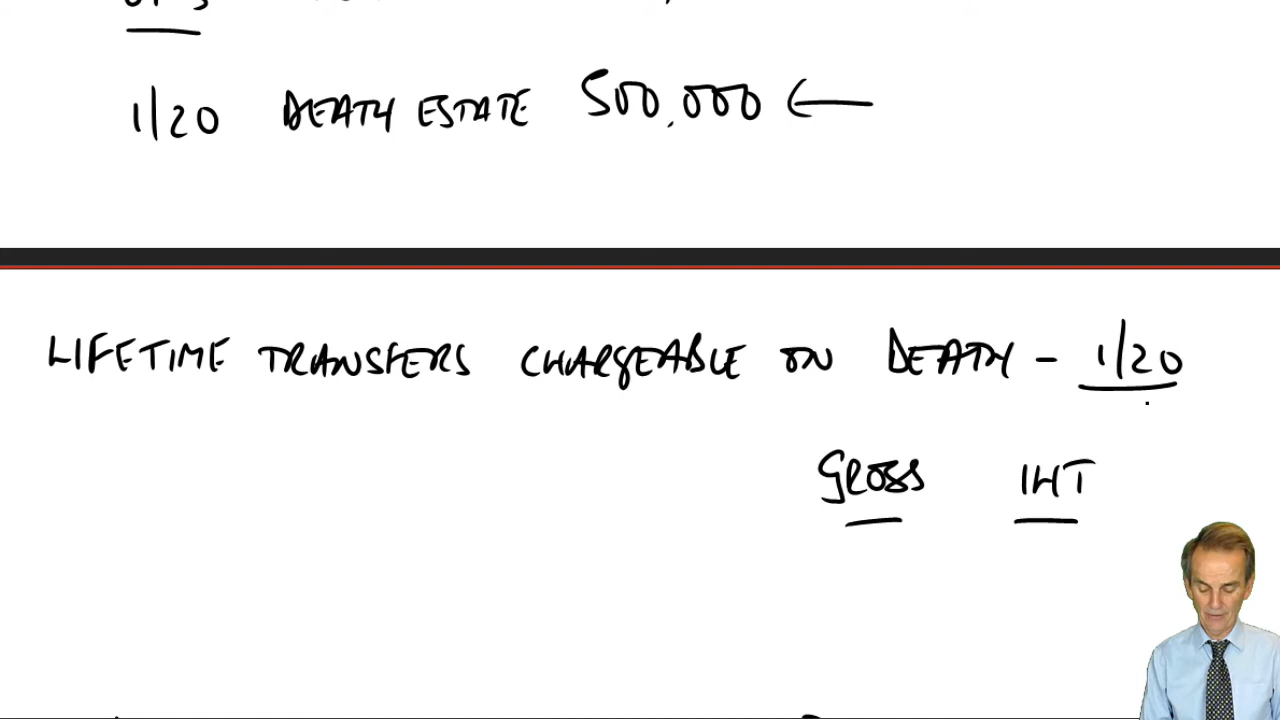 1/20 DEATH ESTATE 500,000 ←
LIFETIME TRANSFERS CHARGEABLE ON DEATH - 1/20
GROSS IHT